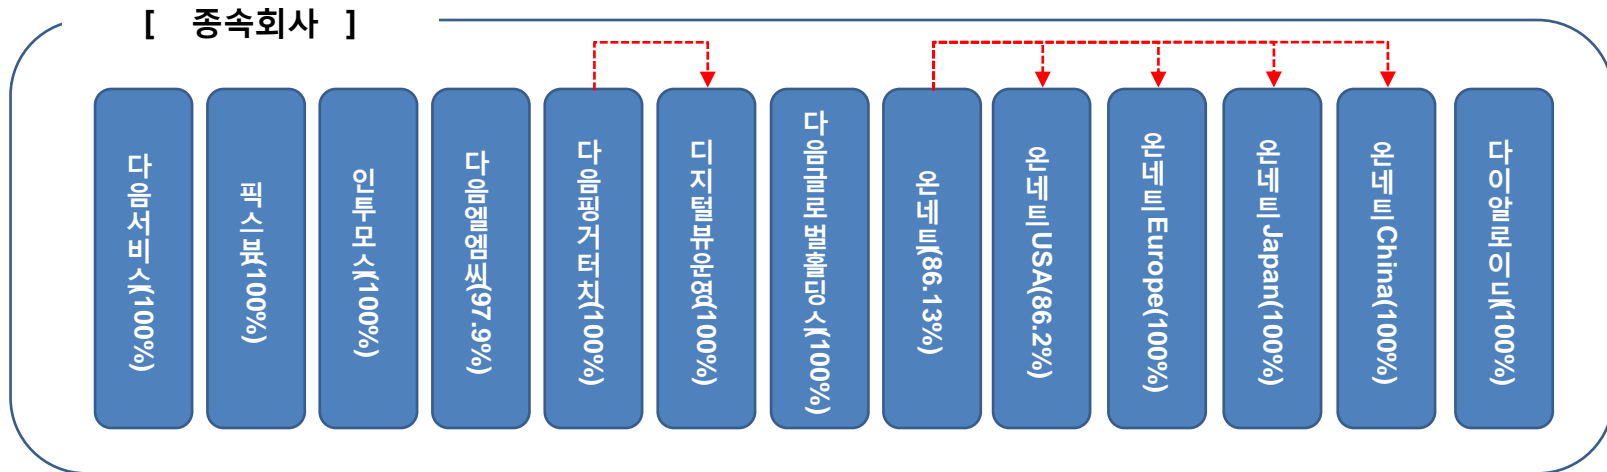 [ 종속회사 ]
다음서비스(100%)
픽스뷰(100%)
인투모스(100%)
다음엘엠씨(97.9%)
다음핑거터치(100%)
디지털뷰운영(100%)
다음글로벌홀딩스(100%)
온네트(86.13%)
온네트USA(86.2%)
온네트Europe(100%)
온네트Japan(100%)
온네트China(100%)
다이알로이드(100%)